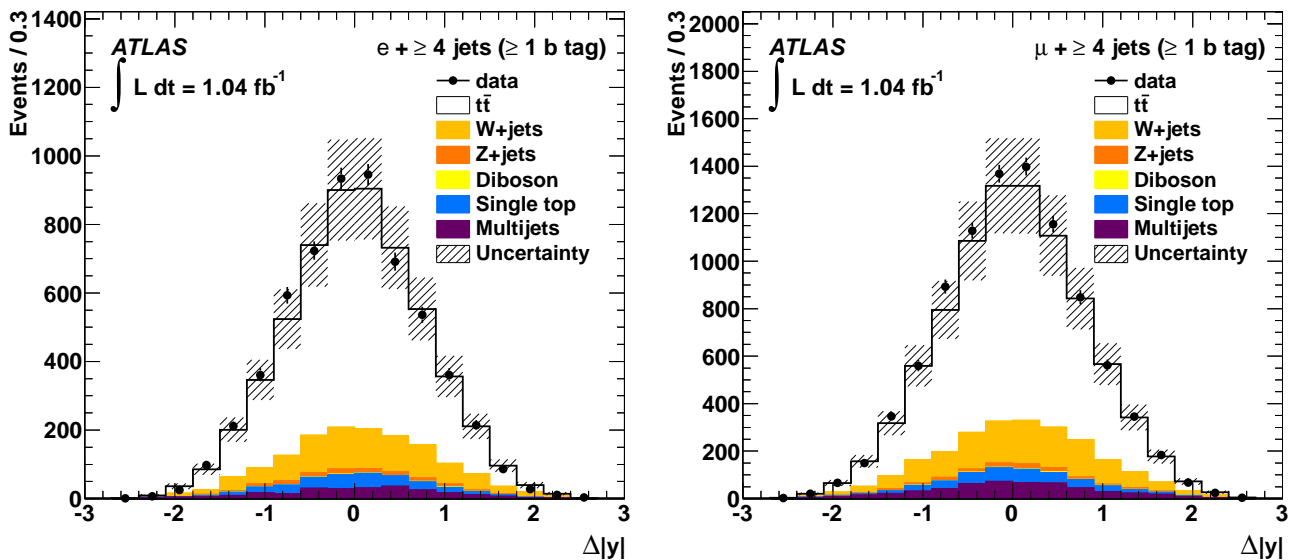 Events / 0.3
1400
1200
1000
800
600
400
200
0
ATLAS
∫ L dt = 1.04 fb⁻¹
e + ≥ 4 jets (≥ 1 b tag)
data
tt̄
W+jets
Z+jets
Diboson
Single top
Multijets
Uncertainty
-3 -2 -1 0 1 2 3
Δ|y|
Events / 0.3
2000
1800
1600
1400
1200
1000
800
600
400
200
0
ATLAS
∫ L dt = 1.04 fb⁻¹
μ + ≥ 4 jets (≥ 1 b tag)
data
tt̄
W+jets
Z+jets
Diboson
Single top
Multijets
Uncertainty
-3 -2 -1 0 1 2 3
Δ|y|